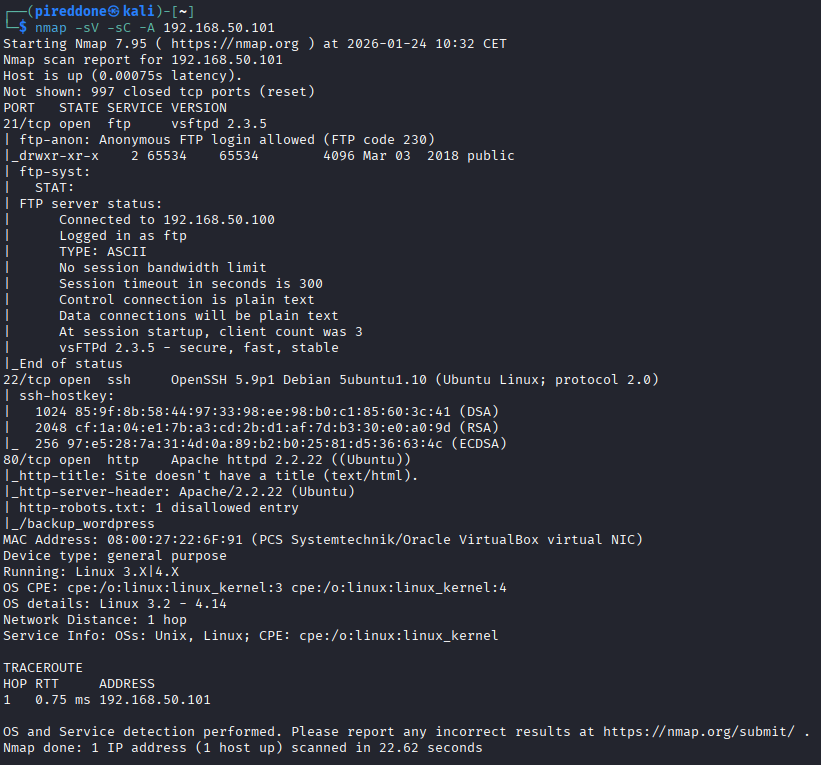 ┌──(pireddone㉿kali)-[~]
└─$ nmap -sV -sC -A 192.168.50.101
Starting Nmap 7.95 ( https://nmap.org ) at 2026-01-24 10:32 CET
Nmap scan report for 192.168.50.101
Host is up (0.00075s latency).
Not shown: 997 closed tcp ports (reset)
PORT   STATE SERVICE VERSION
21/tcp open  ftp     vsftpd 2.3.5
| ftp-anon: Anonymous FTP login allowed (FTP code 230)
|_drwxr-xr-x    2 65534    65534        4096 Mar 03  2018 public
| ftp-syst:
|   STAT:
| FTP server status:
|      Connected to 192.168.50.100
|      Logged in as ftp
|      TYPE: ASCII
|      No session bandwidth limit
|      Session timeout in seconds is 300
|      Control connection is plain text
|      Data connections will be plain text
|      At session startup, client count was 3
|      vsFTPd 2.3.5 - secure, fast, stable
|_End of status
22/tcp open  ssh     OpenSSH 5.9p1 Debian 5ubuntu1.10 (Ubuntu Linux; protocol 2.0)
| ssh-hostkey:
|   1024 85:9f:8b:58:44:97:33:98:ee:98:b0:c1:85:60:3c:41 (DSA)
|   2048 cf:1a:04:e1:7b:a3:cd:2b:d1:af:7d:b3:30:e0:a0:9d (RSA)
|_  256 97:e5:28:7a:31:4d:0a:89:b2:b0:25:81:d5:36:63:4c (ECDSA)
80/tcp open  http    Apache httpd 2.2.22 ((Ubuntu))
|_http-title: Site doesn't have a title (text/html).
|_http-server-header: Apache/2.2.22 (Ubuntu)
| http-robots.txt: 1 disallowed entry
|_/backup_wordpress
MAC Address: 08:00:27:22:6F:91 (PCS Systemtechnik/Oracle VirtualBox virtual NIC)
Device type: general purpose
Running: Linux 3.X|4.X
OS CPE: cpe:/o:linux:linux_kernel:3 cpe:/o:linux:linux_kernel:4
OS details: Linux 3.2 - 4.14
Network Distance: 1 hop
Service Info: OSs: Unix, Linux; CPE: cpe:/o:linux:linux_kernel

TRACEROUTE
HOP RTT     ADDRESS
1   0.75 ms 192.168.50.101

OS and Service detection performed. Please report any incorrect results at https://nmap.org/submit/ .
Nmap done: 1 IP address (1 host up) scanned in 22.62 seconds